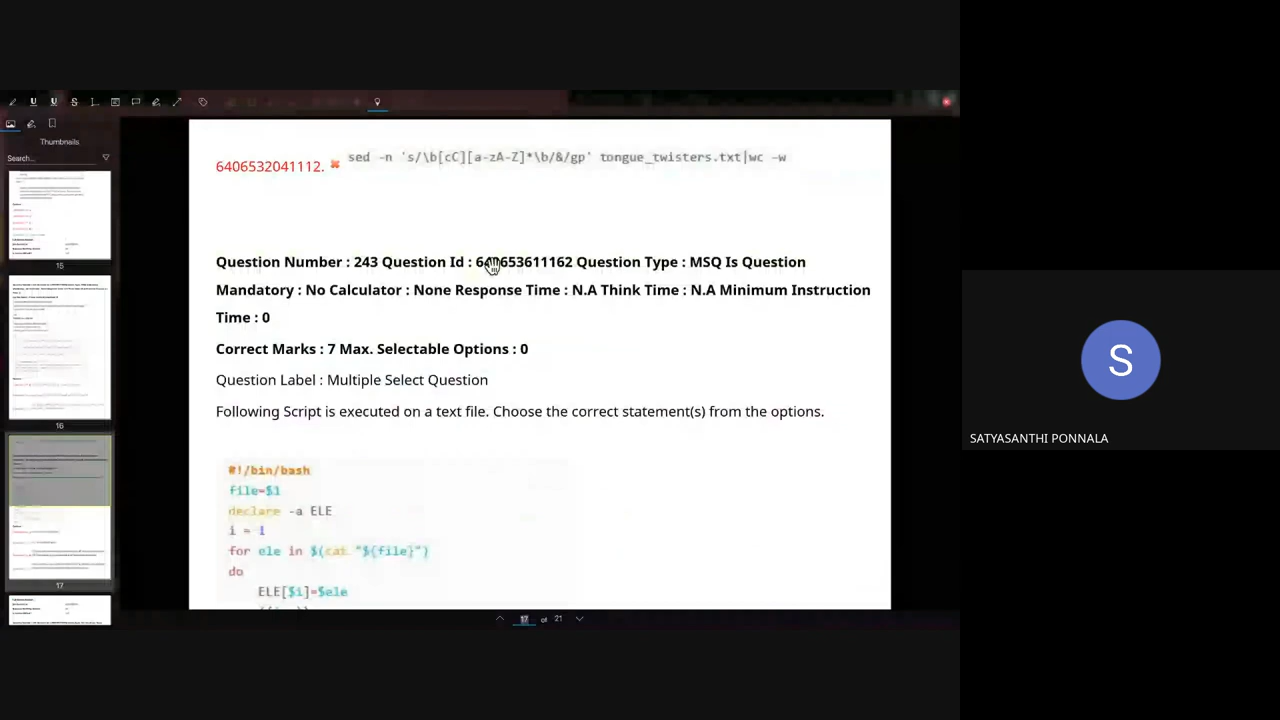 Thumbnails
Search...
15
16
17
6406532041112. sed -n 's/\b[cC][a-zA-Z]*\b/&/gp' tongue_twisters.txt|wc -w
Question Number : 243 Question Id : 640653611162 Question Type : MSQ Is Question
Mandatory : No Calculator : None Response Time : N.A Think Time : N.A Minimum Instruction
Time : 0
Correct Marks : 7 Max. Selectable Options : 0
Question Label : Multiple Select Question
Following Script is executed on a text file. Choose the correct statement(s) from the options.
#!/bin/bash
file=$1
declare -a ELE
i = 1
for ele in $(cat "${file}")
do
ELE[$i]=$ele
17 of 21
S
SATYASANTHI PONNALA